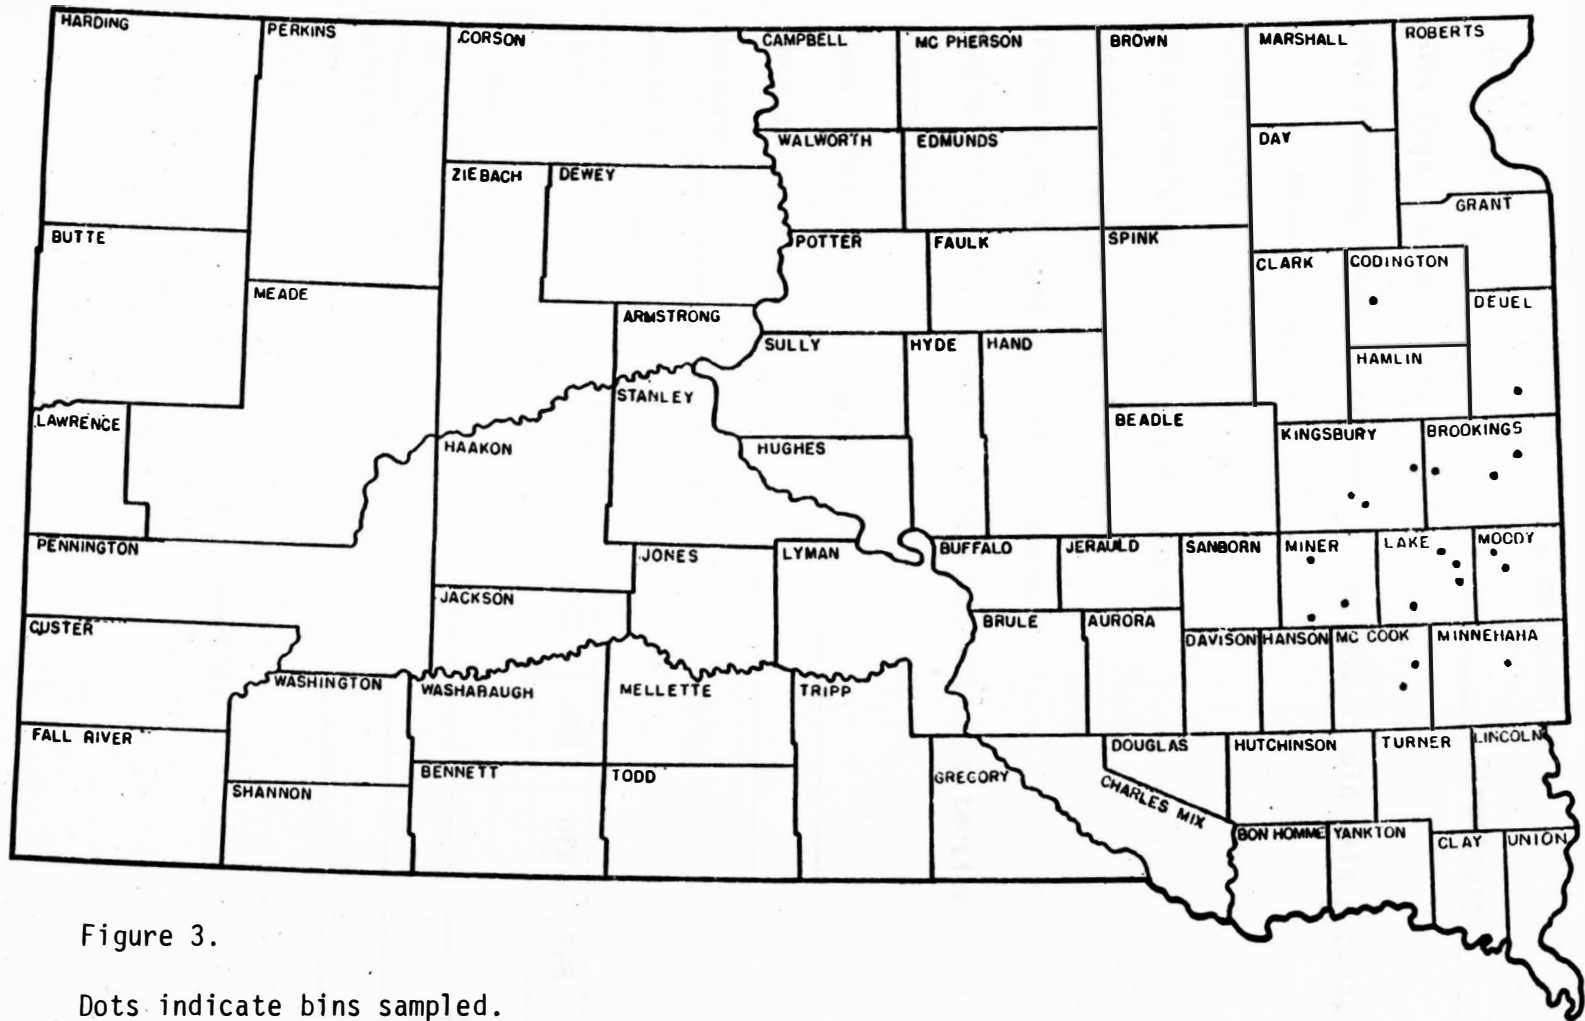 HARDING
PERKINS
CORSON
CAMPBELL
MC PHERSON
BROWN
MARSHALL
ROBERTS
WALWORTH
EDMUNDS
DAY
ZIEBACH
DEWEY
GRANT
BUTTE
POTTER
FAULK
SPINK
CLARK
CODINGTON
MEADE
ARMSTRONG
DEUEL
SULLY
HYDE
HAND
HAMLIN
STANLEY
LAWRENCE
BEADLE
KINGSBURY
BROOKINGS
HAAKON
HUGHES
PENNINGTON
JONES
LYMAN
BUFFALO
JERAULD
SANBORN
MINER
LAKE
MOODY
JACKSON
CUSTER
BRULE
AURORA
DAVISON
HANSON
MC COOK
MINNEHAHA
WASHINGTON
WASHABAUGH
MELLETTE
TRIPP
FALL RIVER
DOUGLAS
HUTCHINSON
TURNER
LINCOLN
SHANNON
BENNETT
TODD
GREGORY
CHARLES MIX
BON HOMME
YANKTON
CLAY
UNION
Figure 3.
Dots indicate bins sampled.